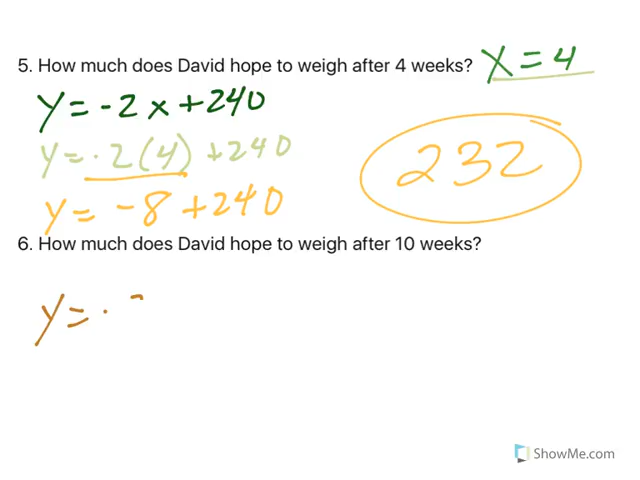 5. How much does David hope to weigh after 4 weeks? x = 4
y = -2x + 240
y = -2(4) + 240
y = -8 + 240
232
6. How much does David hope to weigh after 10 weeks?
y = -
ShowMe.com